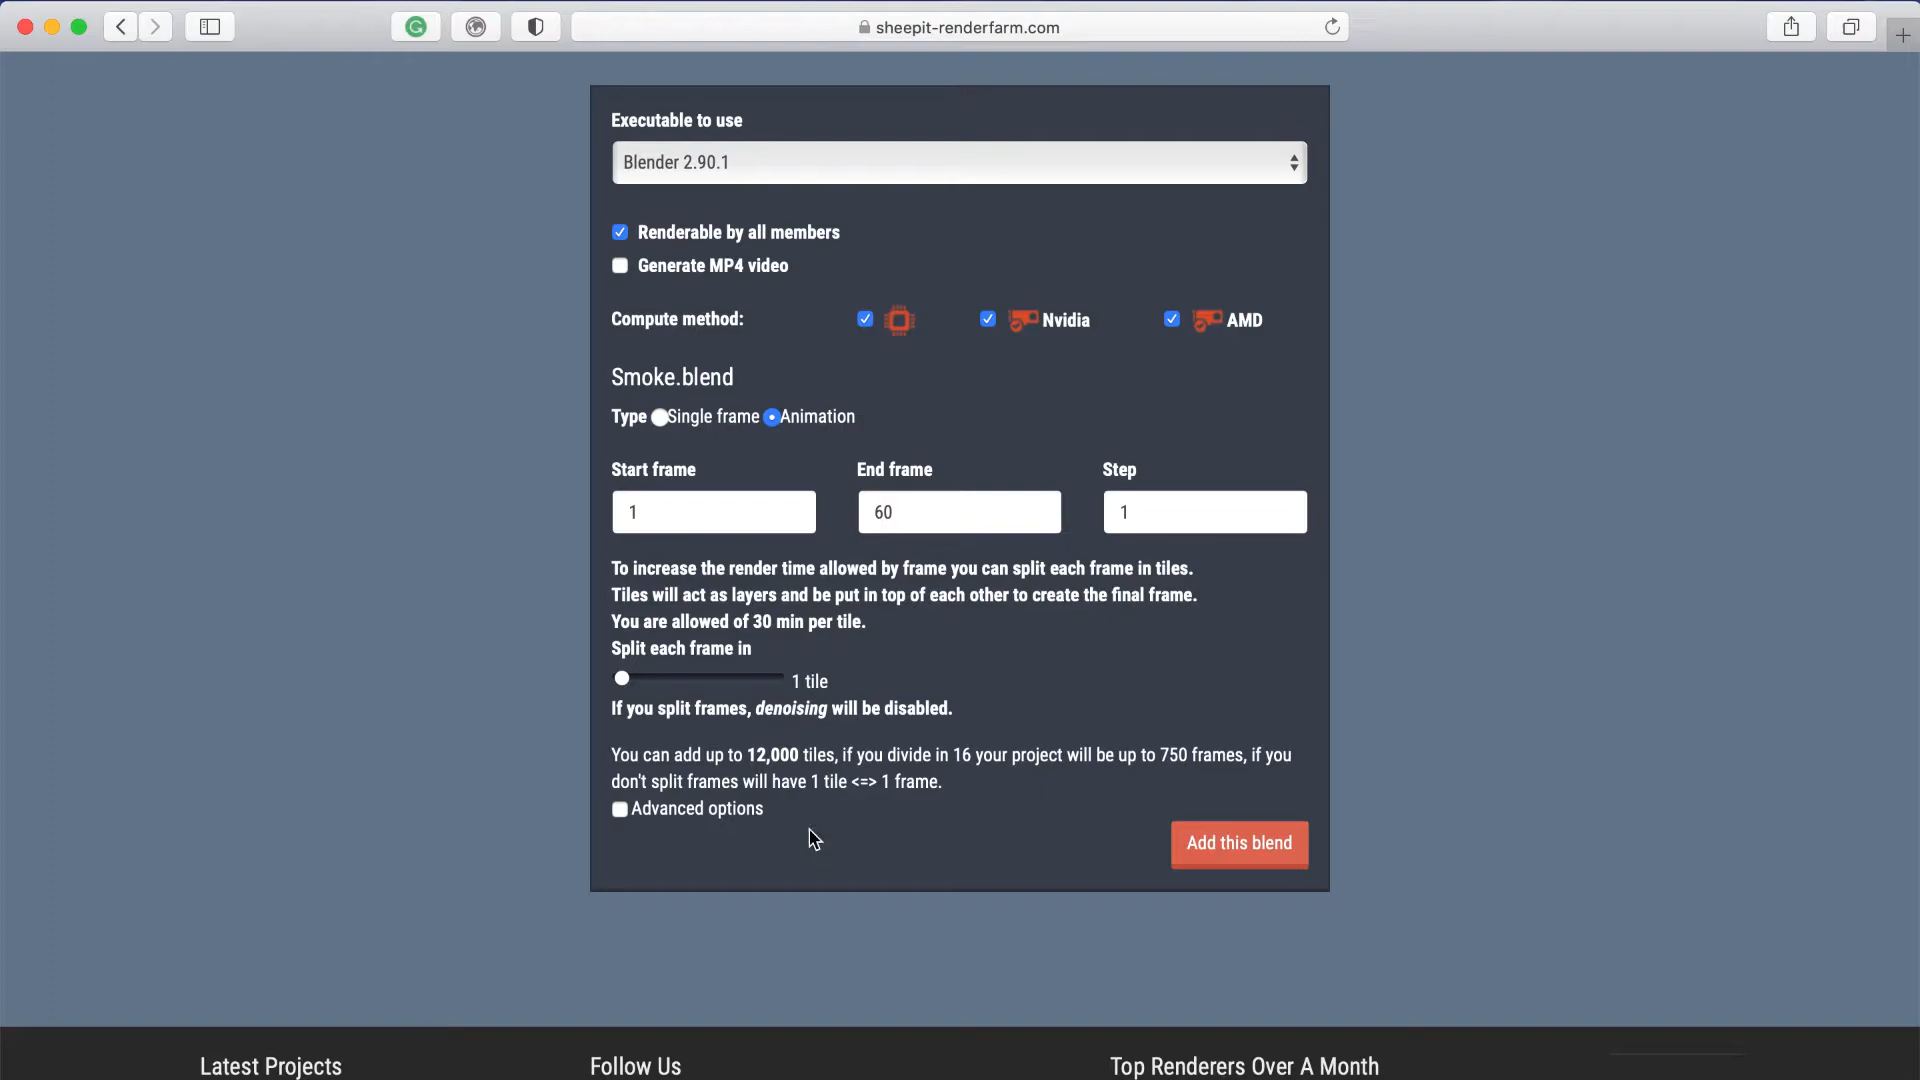 sheepit-renderfarm.com
Executable to use
Blender 2.90.1
Renderable by all members
Generate MP4 video
Compute method: Nvidia AMD
Smoke.blend
Type Single frame Animation
Start frame End frame Step
1 60 1
To increase the render time allowed by frame you can split each frame in tiles.
Tiles will act as layers and be put in top of each other to create the final frame.
You are allowed of 30 min per tile.
Split each frame in
1 tile
If you split frames, denoising will be disabled.
You can add up to 12,000 tiles, if you divide in 16 your project will be up to 750 frames, if you
don't split frames will have 1 tile <=> 1 frame.
Advanced options
Add this blend
Latest Projects Follow Us Top Renderers Over A Month